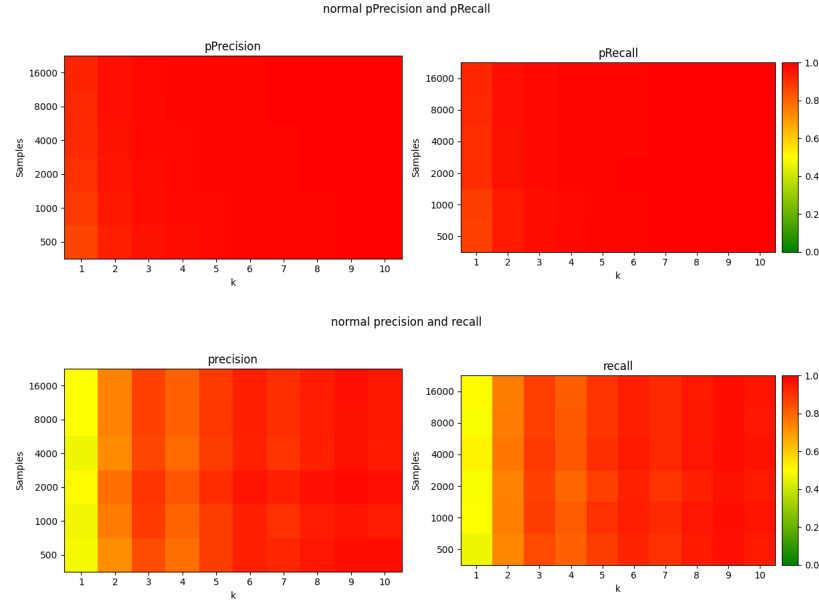 normal pPrecision and pRecall
pPrecision
Samples
16000
8000
4000
2000
1000
500
1 2 3 4 5 6 7 8 9 10
k
pRecall
Samples
16000
8000
4000
2000
1000
500
1 2 3 4 5 6 7 8 9 10
k
1.0
0.8
0.6
0.4
0.2
0.0
normal precision and recall
precision
Samples
16000
8000
4000
2000
1000
500
1 2 3 4 5 6 7 8 9 10
k
recall
Samples
16000
8000
4000
2000
1000
500
1 2 3 4 5 6 7 8 9 10
k
1.0
0.8
0.6
0.4
0.2
0.0